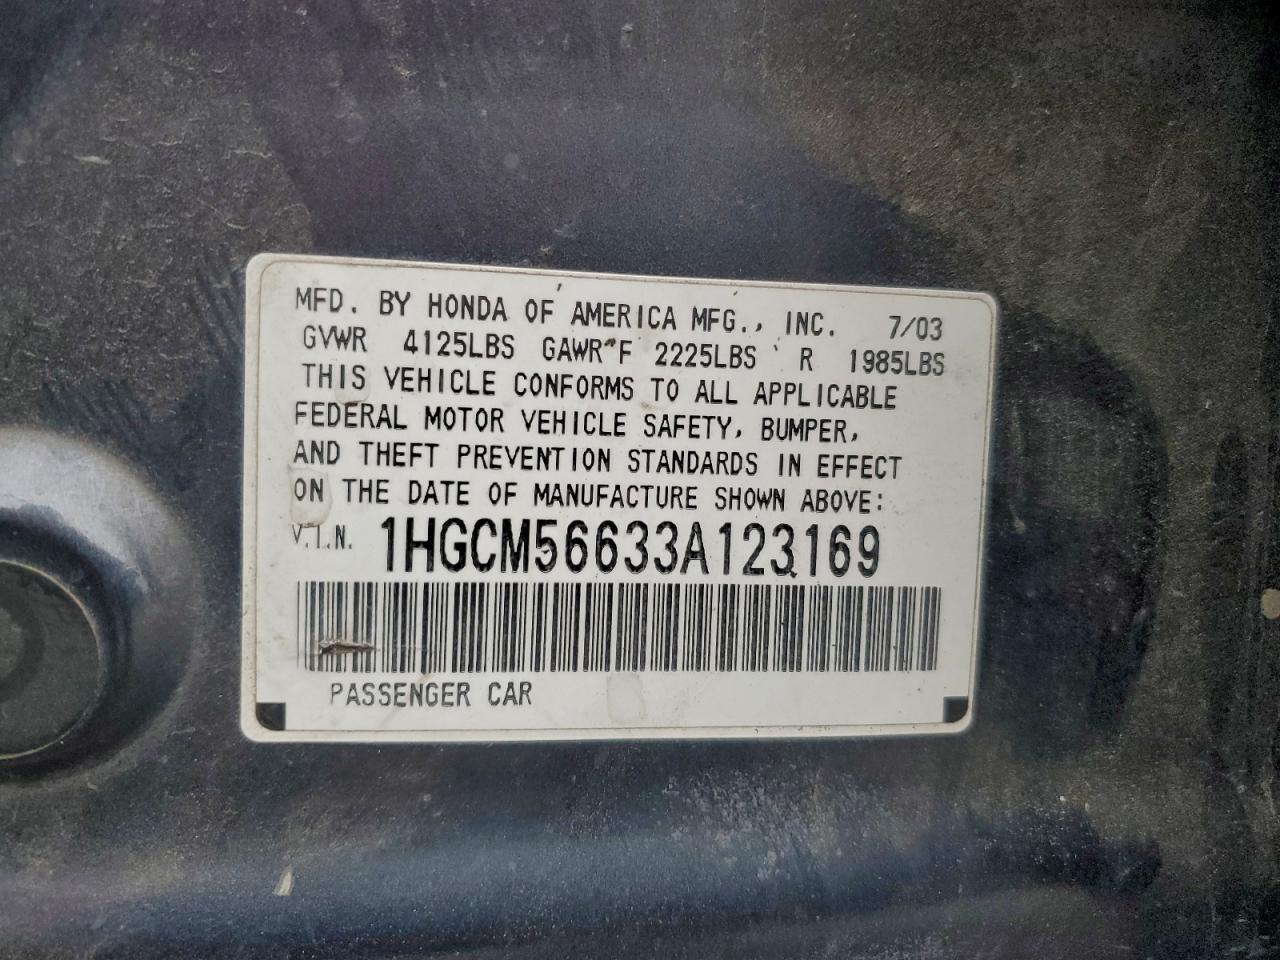 MFD. BY HONDA OF AMERICA MFG., INC. 7/03
GVWR 4125LBS GAWR F 2225LBS R 1985LBS
THIS VEHICLE CONFORMS TO ALL APPLICABLE
FEDERAL MOTOR VEHICLE SAFETY, BUMPER,
AND THEFT PREVENTION STANDARDS IN EFFECT
ON THE DATE OF MANUFACTURE SHOWN ABOVE:
V.I.N. 1HGCM56633A123169
PASSENGER CAR